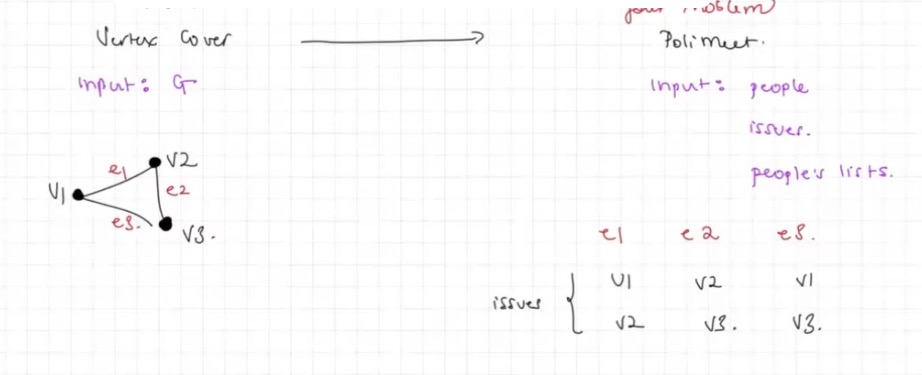 your Problem
Vertex Cover
Polimeet.
Input: G
Input: people
issues.
people's lists.
V1
V2
V3.
e1
e2
e3.
e1 e2 e3.
issues
V1 V2 V1
V2 V3. V3.